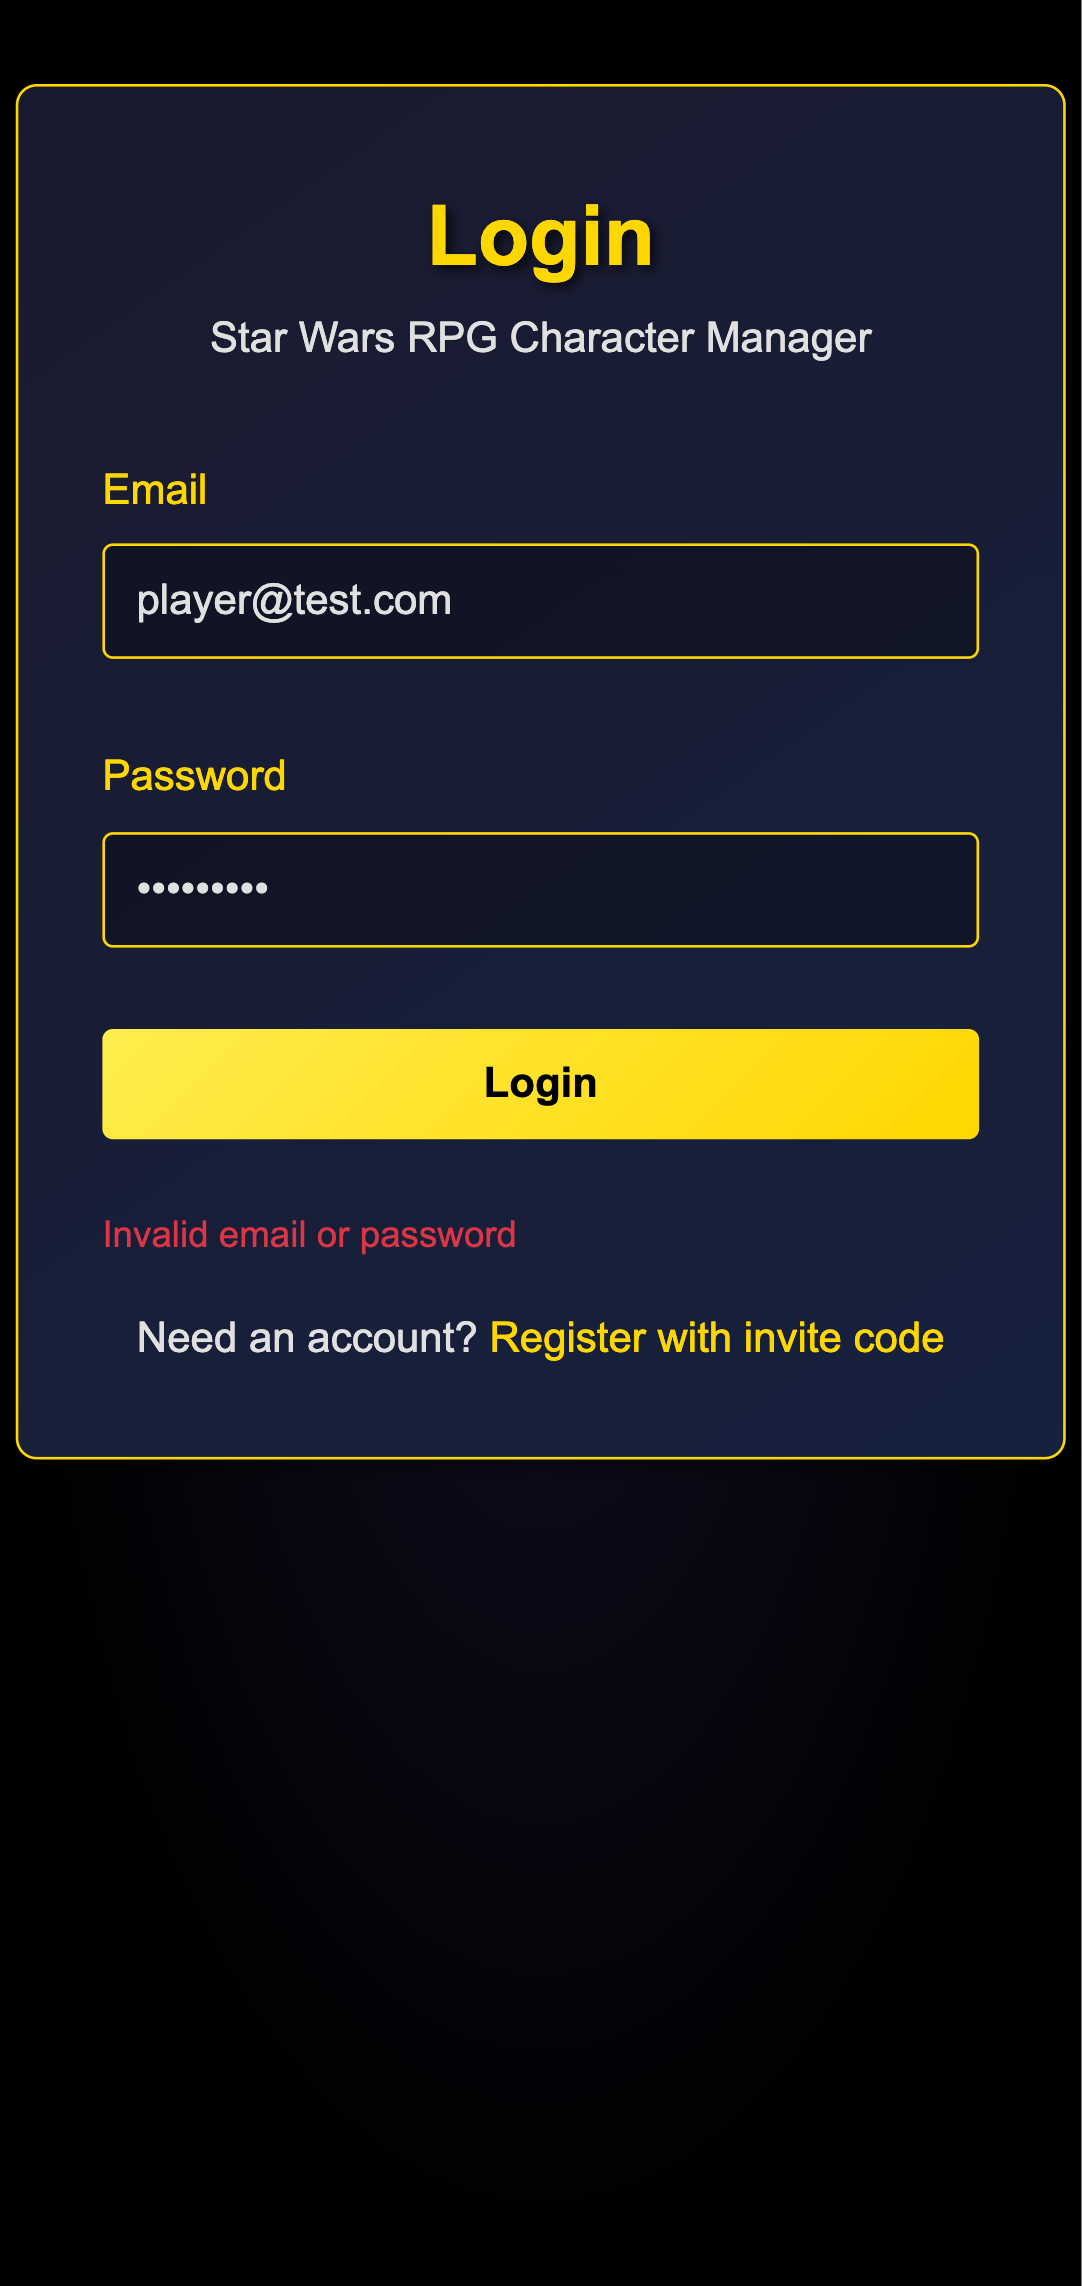 Login
Star Wars RPG Character Manager
Email
player@test.com
Password
•••••••••
Login
Invalid email or password
Need an account? Register with invite code